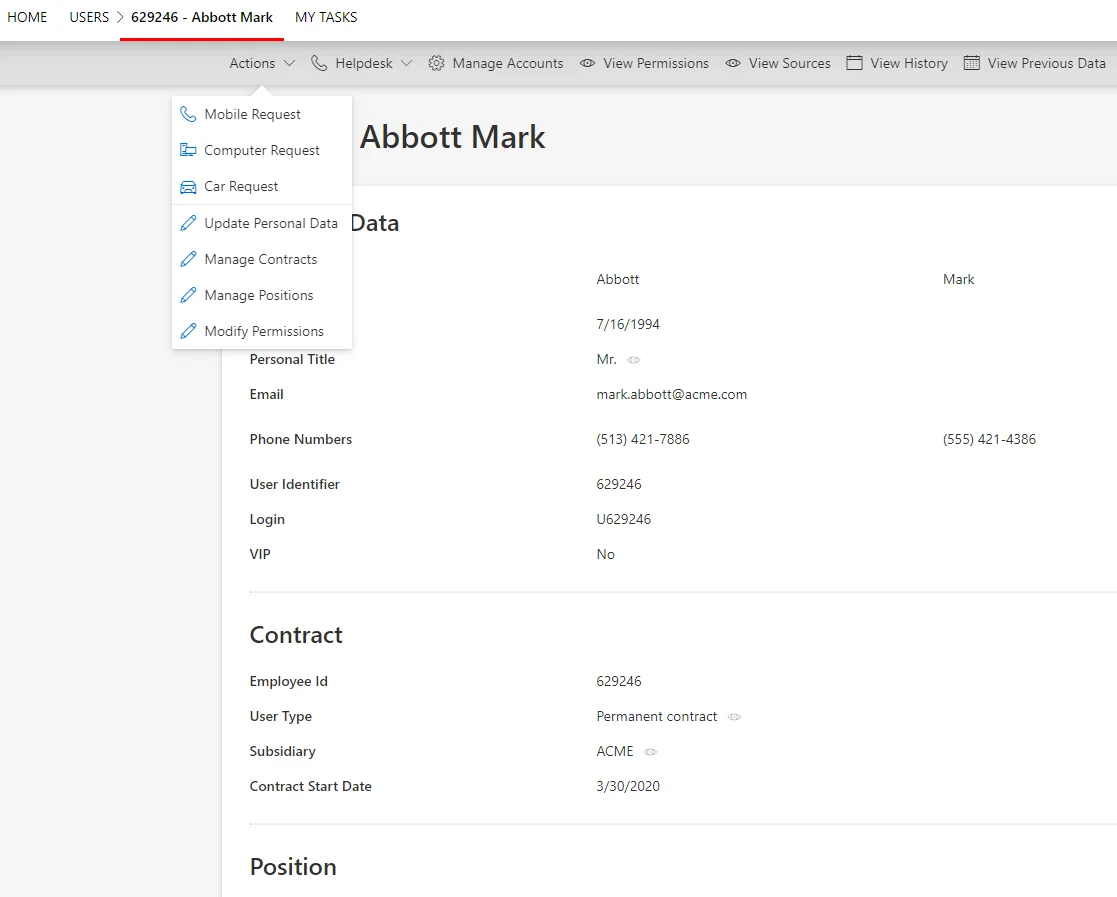 HOME USERS > 629246 - Abbott Mark MY TASKS
Actions Helpdesk Manage Accounts View Permissions View Sources View History View Previous Data
Mobile Request
Abbott Mark
Computer Request
Car Request
Update Personal Data
Data
Manage Contracts
Abbott Mark
Manage Positions
7/16/1994
Modify Permissions
Personal Title Mr.
Email mark.abbott@acme.com
Phone Numbers (513) 421-7886 (555) 421-4386
User Identifier 629246
Login U629246
VIP No
Contract
Employee Id 629246
User Type Permanent contract
Subsidiary ACME
Contract Start Date 3/30/2020
Position